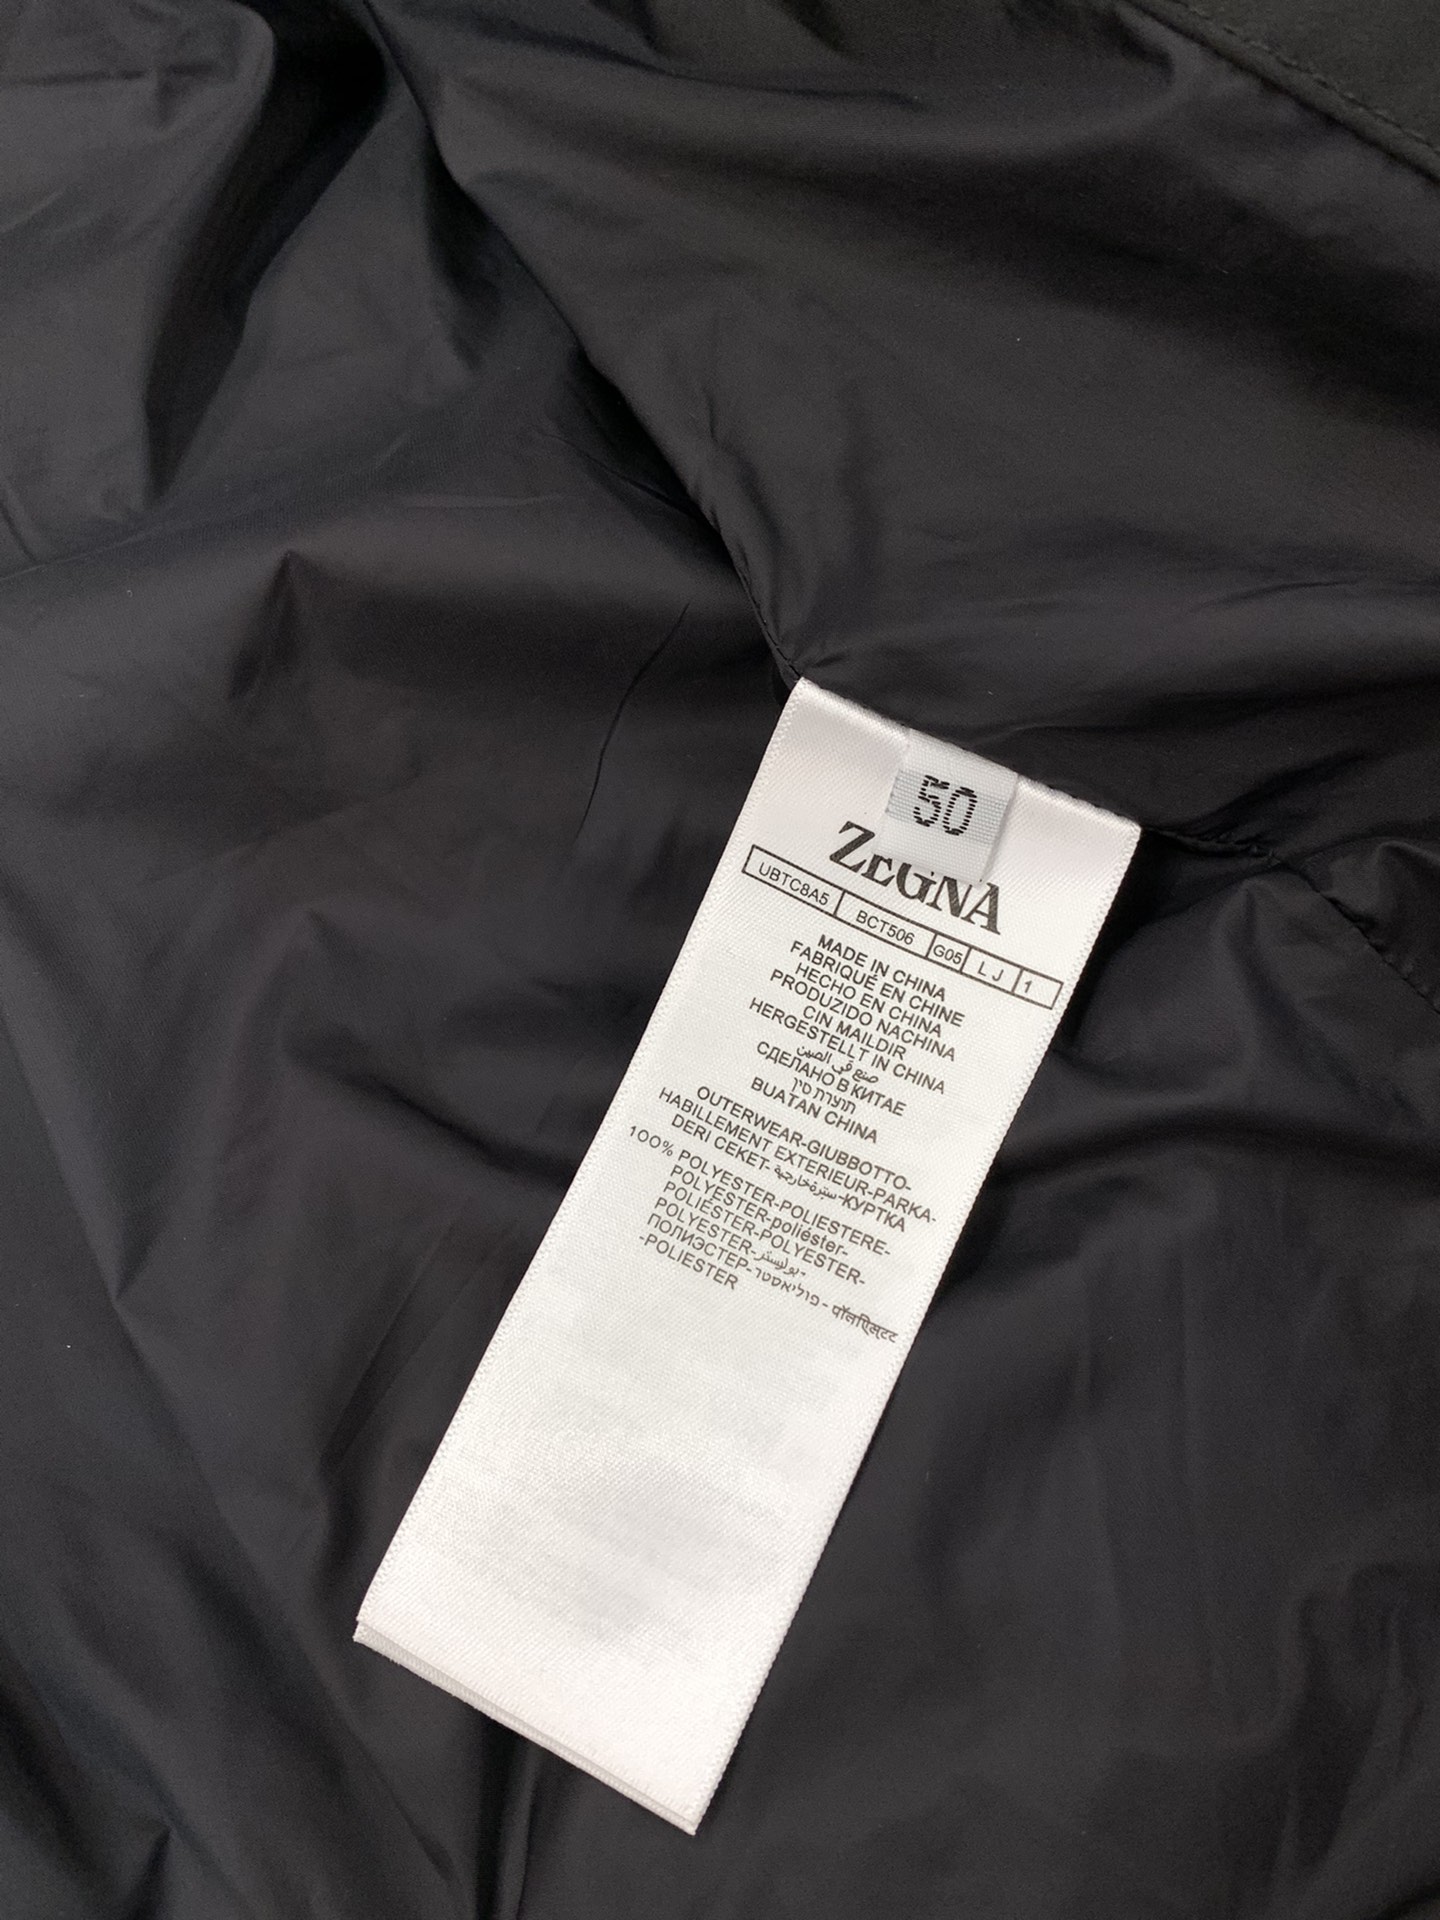 50
ZEGNA
UBTC8A5 BCT506 G05 L J 1
MADE IN CHINA
FABRIQUÉ EN CHINE
HECHO EN CHINA
PRODUZIDO NACHINA
CIN MAILDIR
HERGESTELLT IN CHINA
صنع في الصين
СДЕЛАНО В КИТАЕ
תוצרת סין
BUATAN CHINA
OUTERWEAR-GIUBBOTTO-
HABILLEMENT EXTERIEUR-PARKA-
DERI CEKET-سترة خارجية-КУРТКА
100% POLYESTER-POLIESTERE-
POLYESTER-poliéster-
POLIÉSTER-POLYESTER-
POLYESTER-بوليستر-
ПОЛИЭСТЕР-פוליאסטר-
-POLIESTER